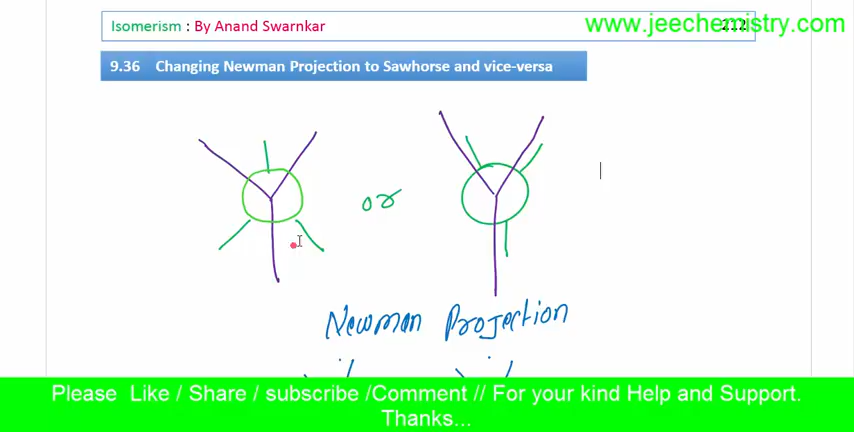 Isomerism : By Anand Swarnkar
www.jeechemistry.com
212
9.36 Changing Newman Projection to Sawhorse and vice-versa
or
Newman Projection
Please Like / Share / subscribe /Comment // For your kind Help and Support.
Thanks...